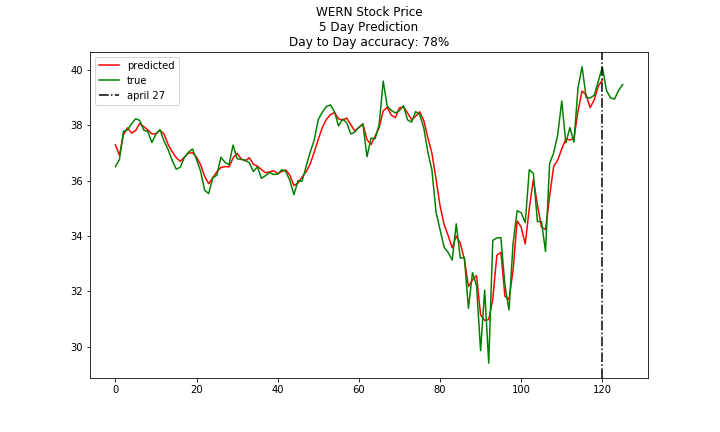 WERN Stock Price
5 Day Prediction
Day to Day accuracy: 78%
predicted
true
april 27
40
38
36
34
32
30
0 20 40 60 80 100 120